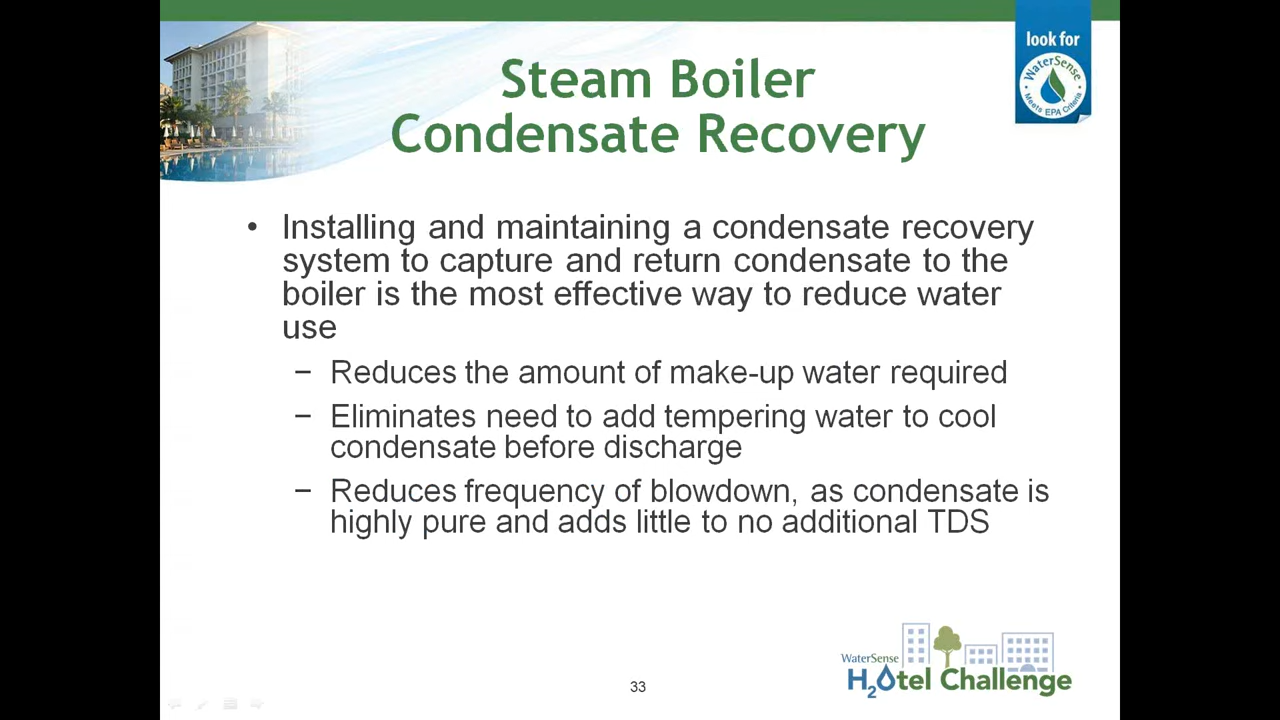 look for
WaterSense
Meets EPA Criteria
Steam Boiler
Condensate Recovery
• Installing and maintaining a condensate recovery
system to capture and return condensate to the
boiler is the most effective way to reduce water
use
– Reduces the amount of make-up water required
– Eliminates need to add tempering water to cool
condensate before discharge
– Reduces frequency of blowdown, as condensate is
highly pure and adds little to no additional TDS
WaterSense
H2Otel Challenge
33